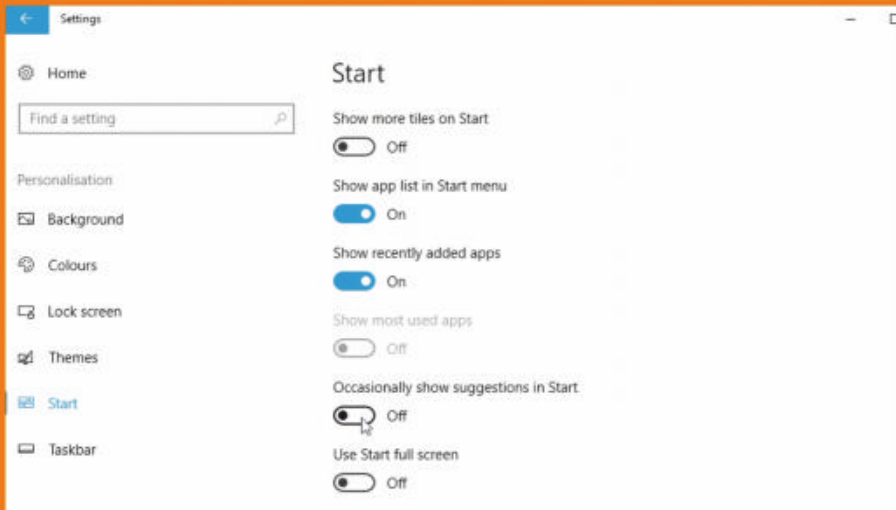 Settings
Home
Find a setting
Personalisation
Background
Colours
Lock screen
Themes
Start
Taskbar
Start
Show more tiles on Start
Off
Show app list in Start menu
On
Show recently added apps
On
Show most used apps
Off
Occasionally show suggestions in Start
Off
Use Start full screen
Off